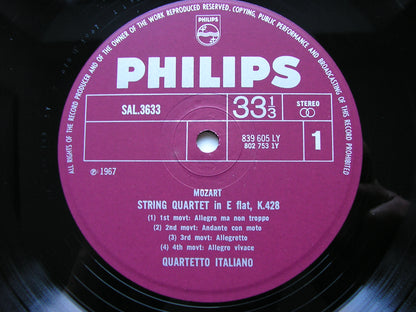 ALL RIGHTS OF THE RECORD PRODUCER AND OF THE OWNER OF THE WORK REPRODUCED RESERVED. COPYING, PUBLIC PERFORMANCE AND BROADCASTING OF THIS RECORD PROHIBITED
PHILIPS
PHILIPS
SAL.3633
33 1/3
STEREO
839 605 LY
802 753 1Y
1
℗ 1967
MOZART
STRING QUARTET in E flat, K.428
(1) 1st movt: Allegro ma non troppo
(2) 2nd movt: Andante con moto
(3) 3rd movt: Allegretto
(4) 4th movt: Allegro vivace
QUARTETTO ITALIANO